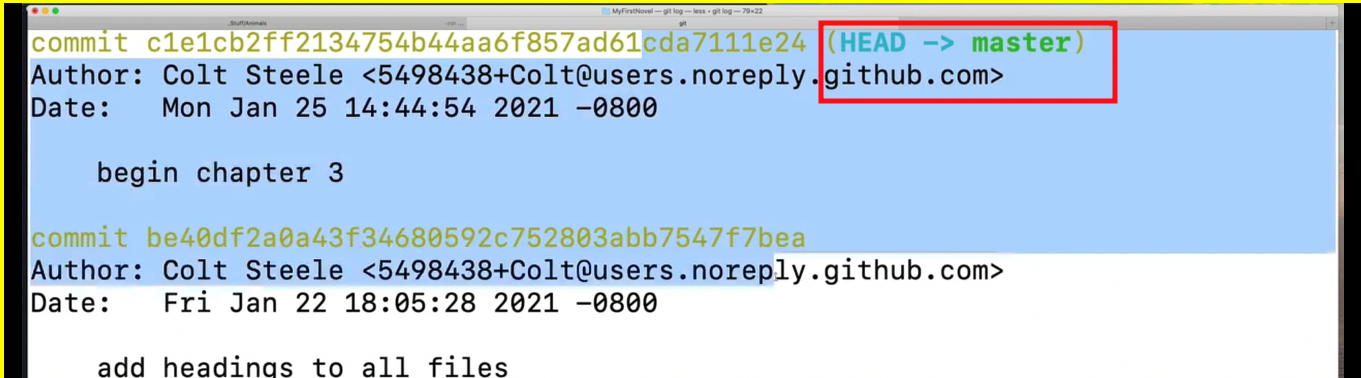 MyFirstNovel — git log — less ◂ git log — 79×22
_Stuff/Animals
git
commit c1e1cb2ff2134754b44aa6f857ad61cda7111e24 (HEAD -> master)
Author: Colt Steele <5498438+Colt@users.noreply.github.com>
Date:   Mon Jan 25 14:44:54 2021 -0800
begin chapter 3
commit be40df2a0a43f34680592c752803abb7547f7bea
Author: Colt Steele <5498438+Colt@users.noreply.github.com>
Date:   Fri Jan 22 18:05:28 2021 -0800
add headings to all files